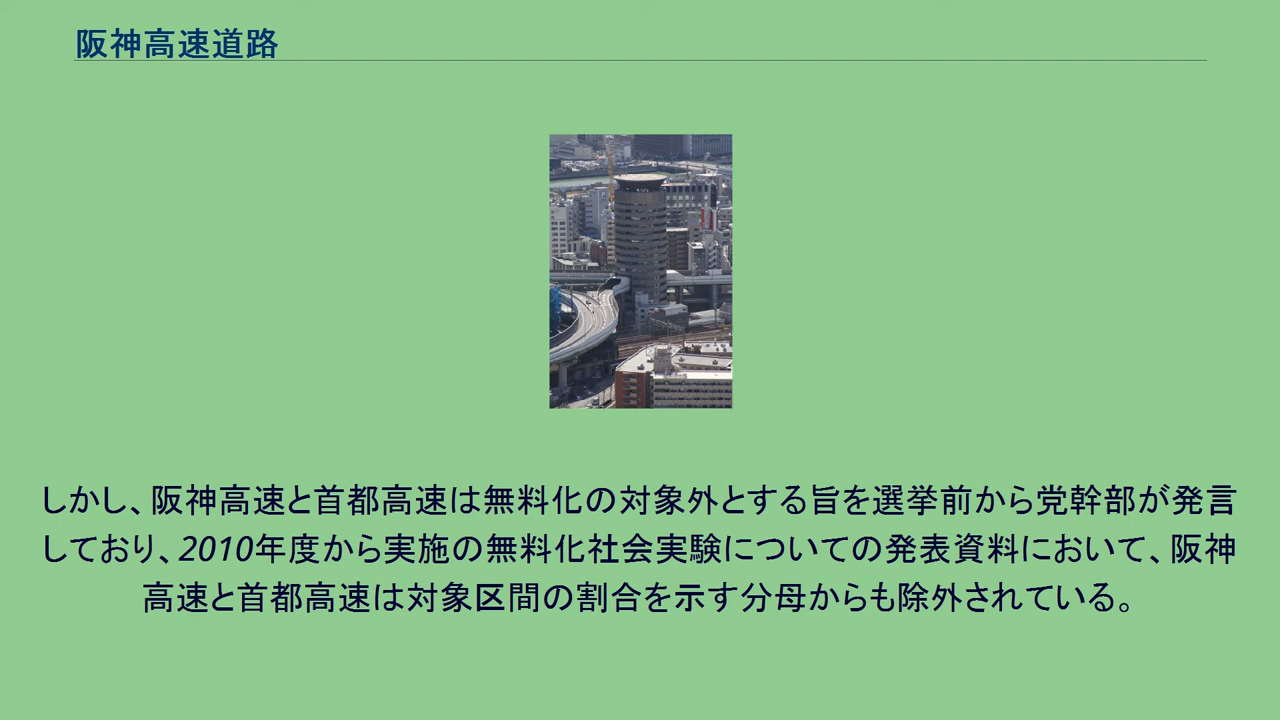 阪神高速道路
しかし、阪神高速と首都高速は無料化の対象外とする旨を選挙前から党幹部が発言
しており、2010年度から実施の無料化社会実験についての発表資料において、阪神
高速と首都高速は対象区間の割合を示す分母からも除外されている。